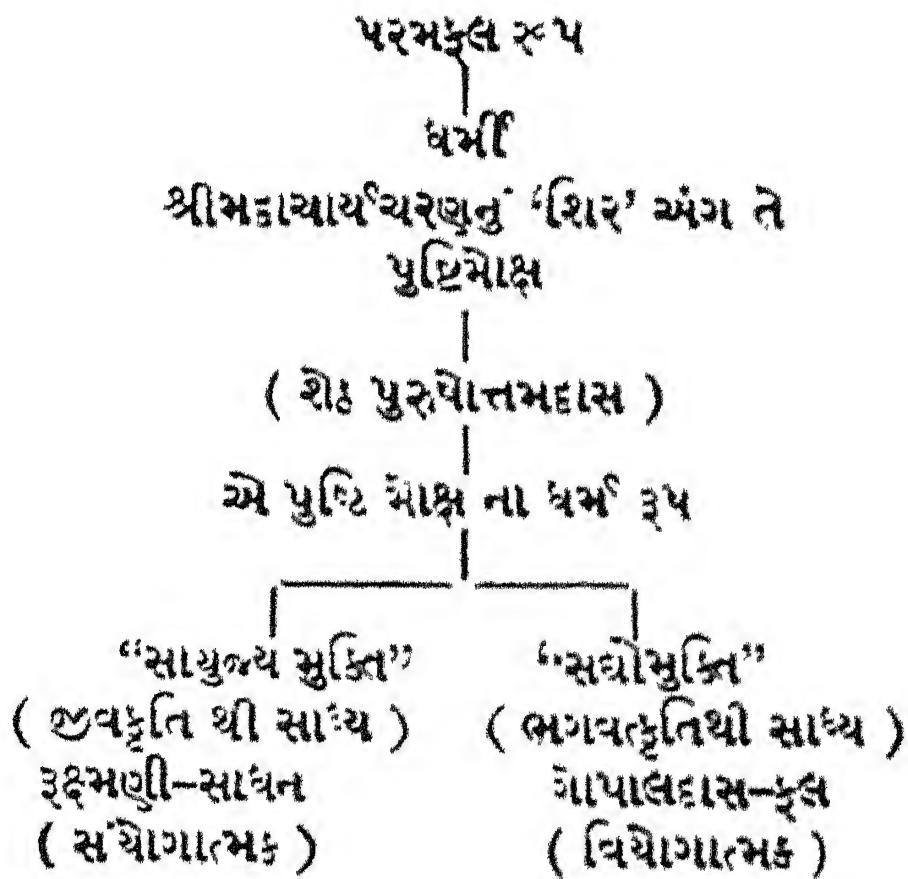 પરમફલ રૂપ
ધર્મી
શ્રીમદાચાર્યચરણનું ‘શિર’ અંગ તે
પુષ્ટિમોક્ષ
( શેઠ પુરુષોત્તમદાસ )
એ પુષ્ટિ મોક્ષ ના ધર્મ રૂપ
“સાયુજ્ય મુક્તિ” “સદ્યોમુક્તિ”
( જીવકૃતિ થી સાધ્ય ) ( ભગવત્કૃતિથી સાધ્ય )
રૂક્ષ્મણી–સાધન ગોપાલદાસ–ફલ
( સંયોગાત્મક ) ( વિયોગાત્મક )